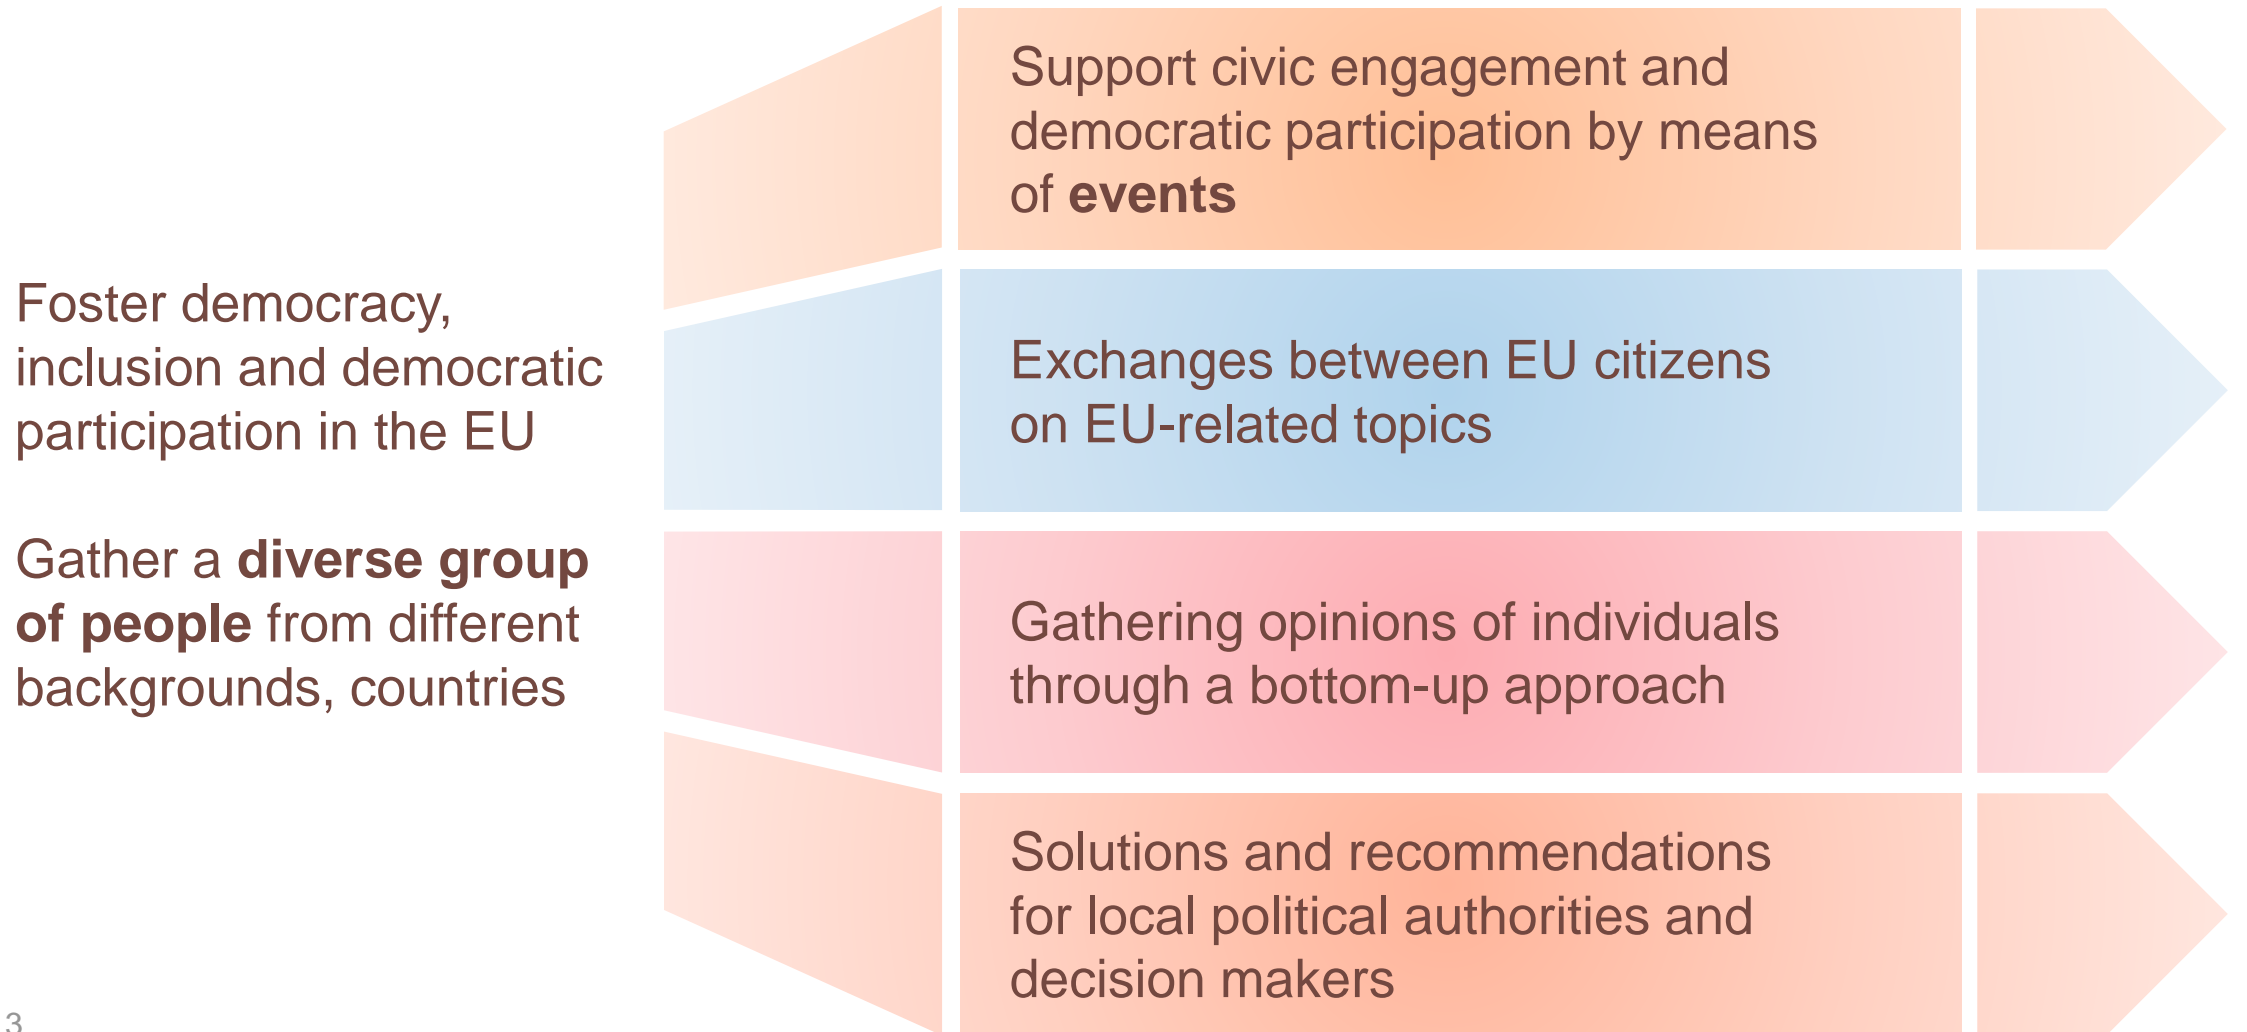 Foster democracy,
inclusion and democratic
participation in the EU
Gather a diverse group
of people from different
backgrounds, countries
Support civic engagement and
democratic participation by means
of events
Exchanges between EU citizens
on EU-related topics
Gathering opinions of individuals
through a bottom-up approach
Solutions and recommendations
for local political authorities and
decision makers
3